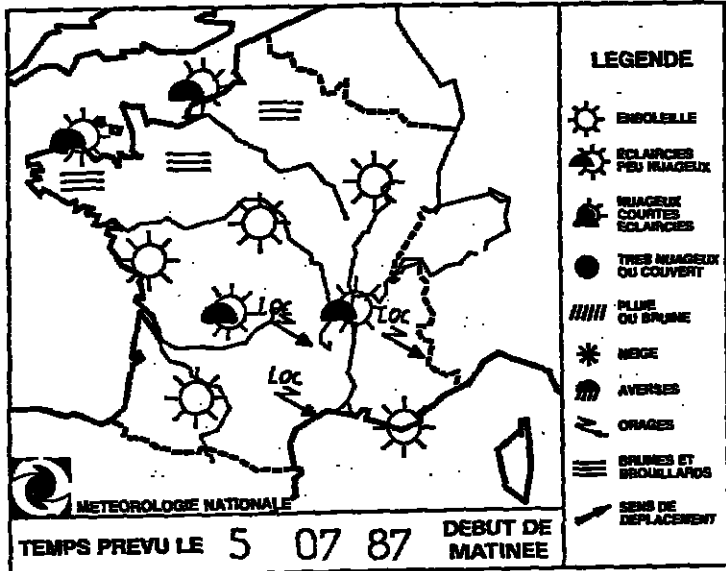 LEGENDE
ENSOLEILLE
ECLAIRCIES
PEU NUAGEUX
NUAGEUX
COURTES
ECLAIRCIES
TRES NUAGEUX
OU COUVERT
PLUIE
OU BRUINE
NEIGE
AVERSES
ORAGES
BRUMES ET
BROUILLARDS
SENS DE
DEPLACEMENT
LOC
LOC
LOC
METEOROLOGIE NATIONALE
TEMPS PREVU LE 5 07 87 DEBUT DE
MATINEE